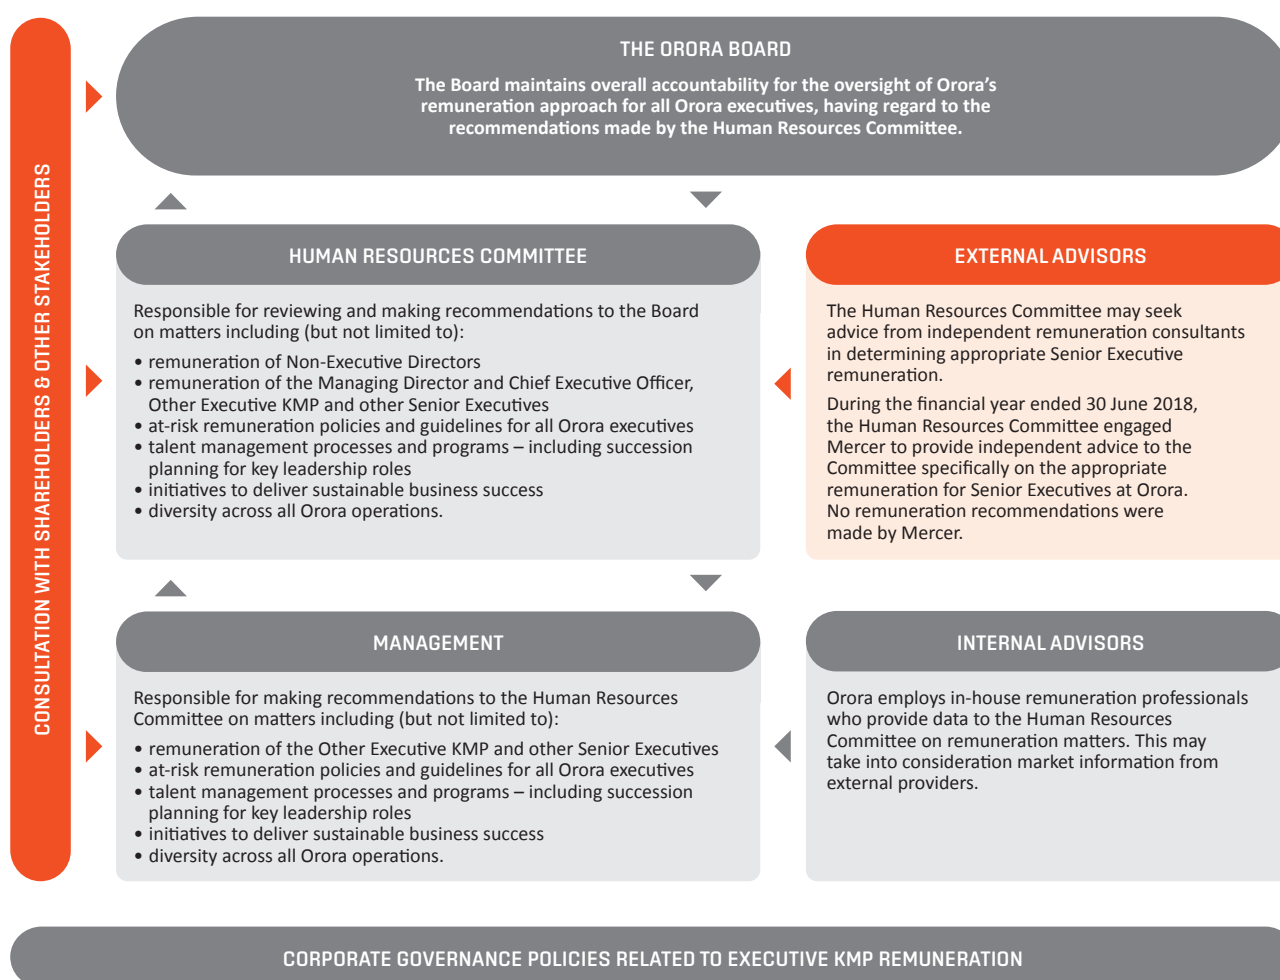 CONSULTATION WITH SHAREHOLDERS & OTHER STAKEHOLDERS
THE ORORA BOARD
The Board maintains overall accountability for the oversight of Orora’s
remuneration approach for all Orora executives, having regard to the
recommendations made by the Human Resources Committee.
HUMAN RESOURCES COMMITTEE
Responsible for reviewing and making recommendations to the Board
on matters including (but not limited to):
• remuneration of Non-Executive Directors
• remuneration of the Managing Director and Chief Executive Officer,
Other Executive KMP and other Senior Executives
• at-risk remuneration policies and guidelines for all Orora executives
• talent management processes and programs – including succession
planning for key leadership roles
• initiatives to deliver sustainable business success
• diversity across all Orora operations.
EXTERNAL ADVISORS
The Human Resources Committee may seek
advice from independent remuneration consultants
in determining appropriate Senior Executive
remuneration.
During the financial year ended 30 June 2018,
the Human Resources Committee engaged
Mercer to provide independent advice to the
Committee specifically on the appropriate
remuneration for Senior Executives at Orora.
No remuneration recommendations were
made by Mercer.
MANAGEMENT
Responsible for making recommendations to the Human Resources
Committee on matters including (but not limited to):
• remuneration of the Other Executive KMP and other Senior Executives
• at-risk remuneration policies and guidelines for all Orora executives
• talent management processes and programs – including succession
planning for key leadership roles
• initiatives to deliver sustainable business success
• diversity across all Orora operations.
INTERNAL ADVISORS
Orora employs in-house remuneration professionals
who provide data to the Human Resources
Committee on remuneration matters. This may
take into consideration market information from
external providers.
CORPORATE GOVERNANCE POLICIES RELATED TO EXECUTIVE KMP REMUNERATION